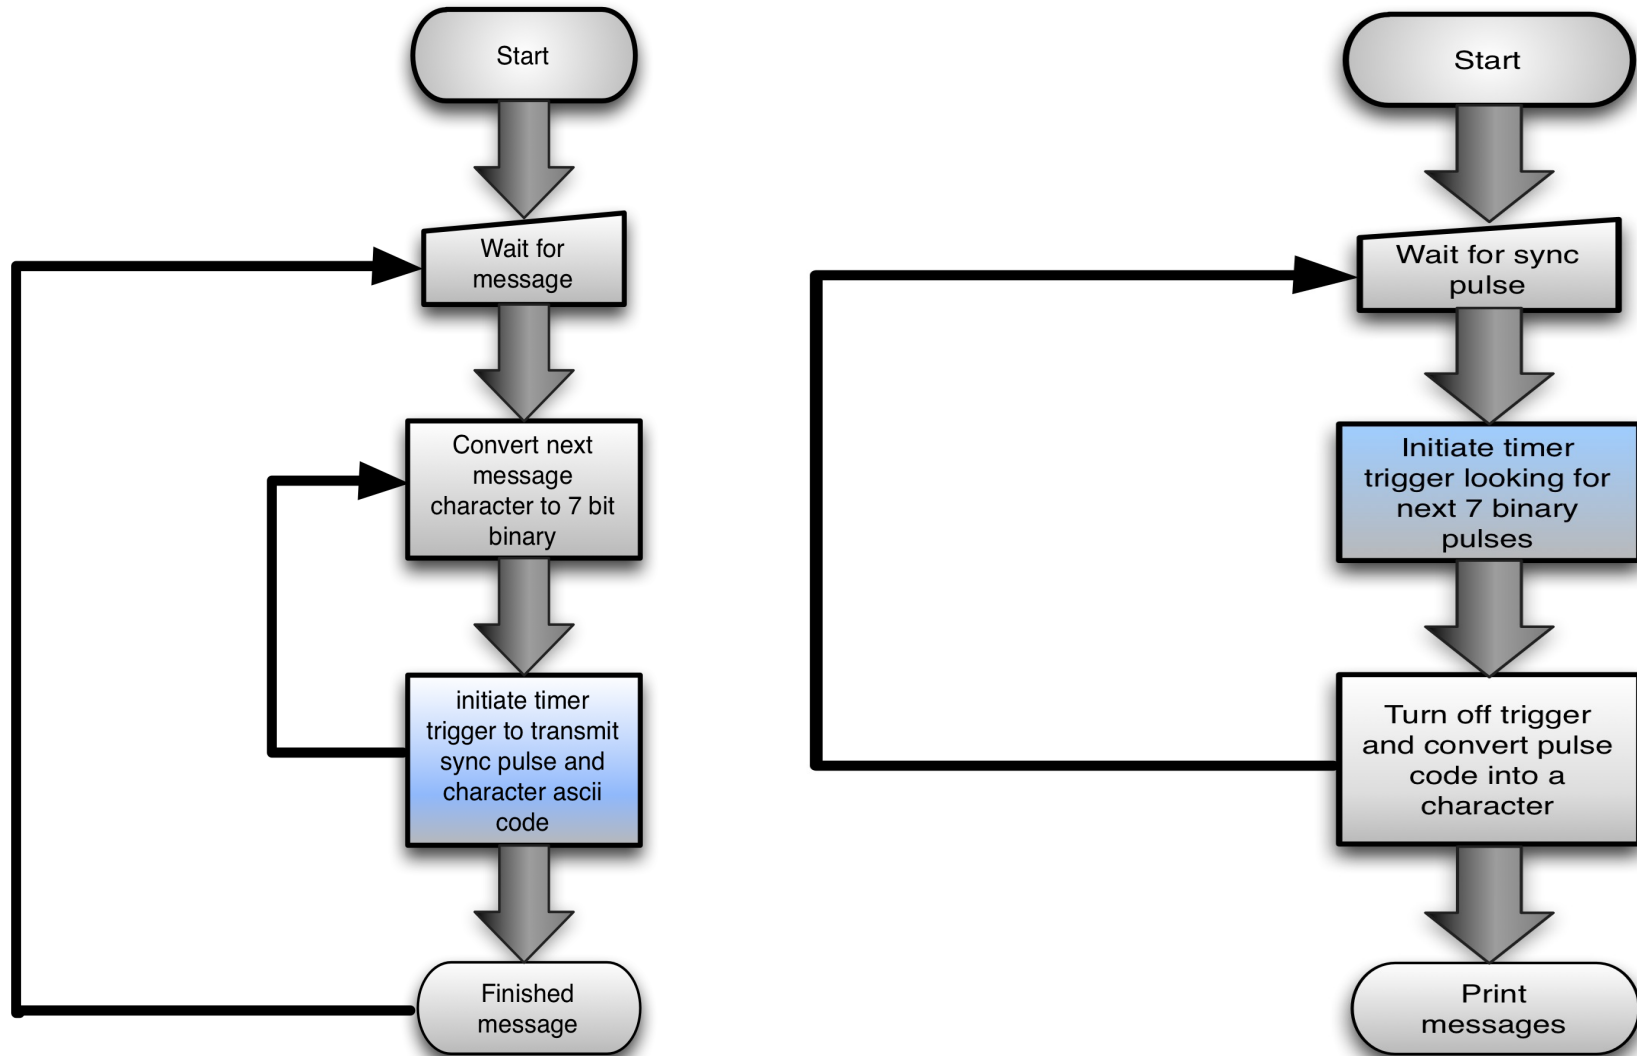 Start
Wait for
message
Convert next
message
character to 7 bit
binary
initiate timer
trigger to transmit
sync pulse and
character ascii
code
Finished
message
Start
Wait for sync
pulse
Initiate timer
trigger looking for
next 7 binary
pulses
Turn off trigger
and convert pulse
code into a
character
Print
messages